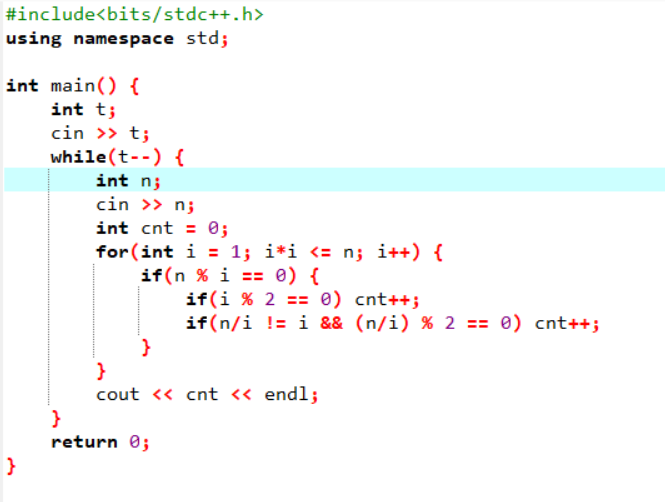 #include<bits/stdc++.h>
using namespace std;
int main() {
int t;
cin >> t;
while(t--) {
int n;
cin >> n;
int cnt = 0;
for(int i = 1; i*i <= n; i++) {
if(n % i == 0) {
if(i % 2 == 0) cnt++;
if(n/i != i && (n/i) % 2 == 0) cnt++;
}
}
cout << cnt << endl;
}
return 0;
}